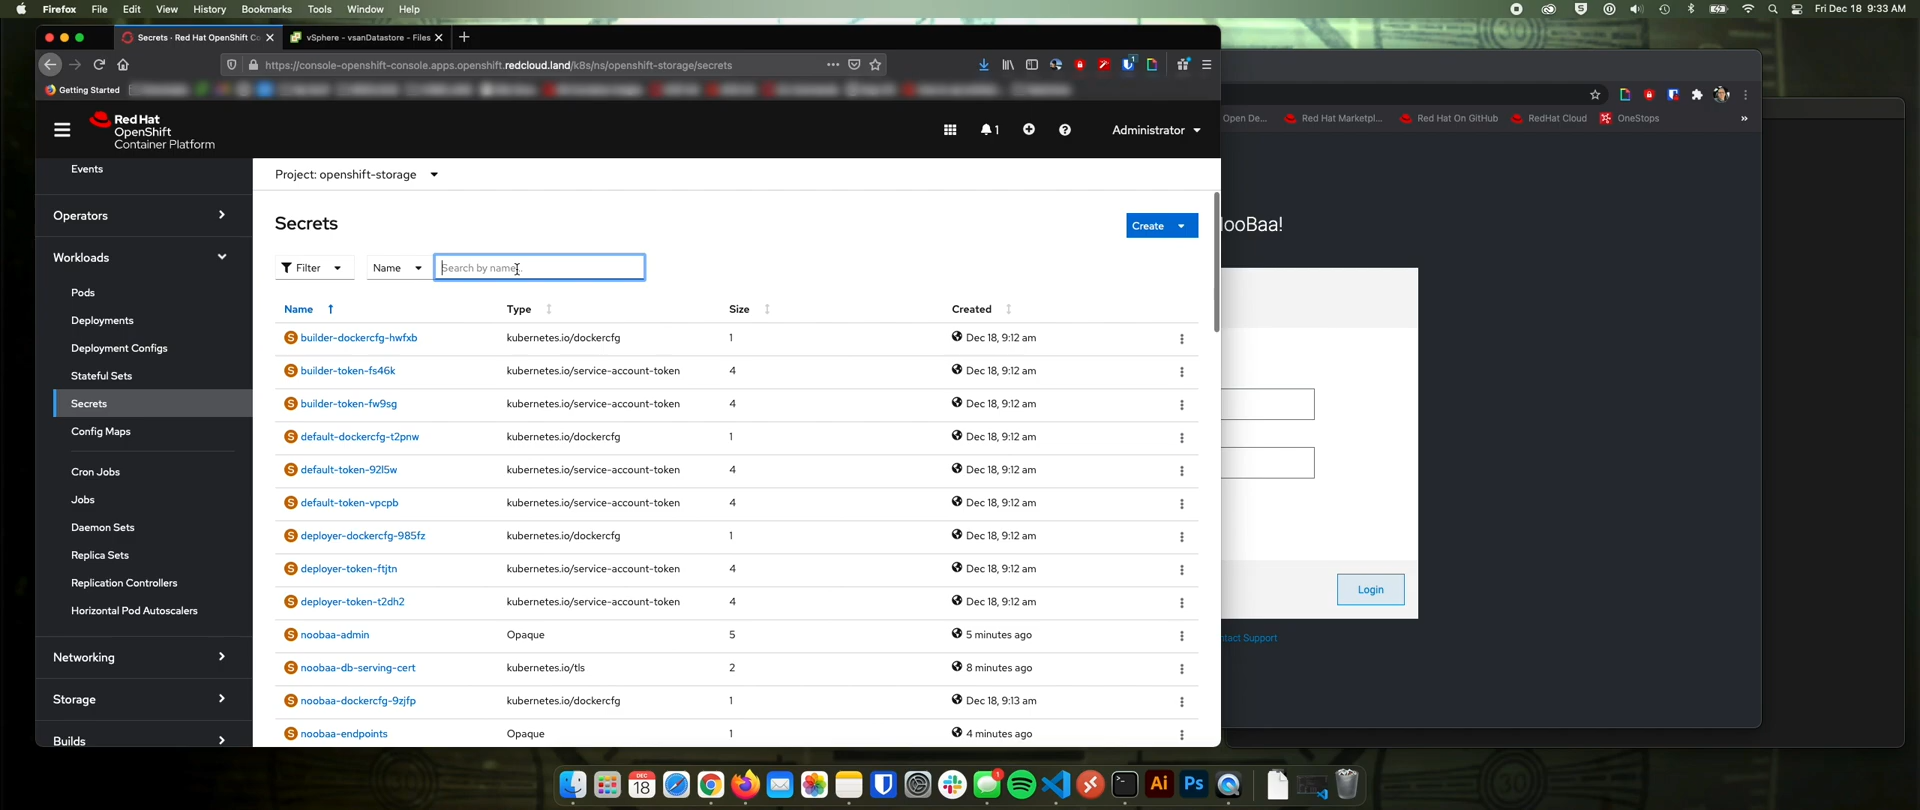 Firefox File Edit View History Bookmarks Tools Window Help
Fri Dec 18 9:33 AM
Secrets · Red Hat OpenShift Co
vSphere - vsanDatastore - Files
https://console-openshift-console.apps.openshift.redcloud.land/k8s/ns/openshift-storage/secrets
Getting Started
Open De... Red Hat Marketpl... Red Hat On GitHub RedHat Cloud OneStops
Red Hat
OpenShift
Container Platform
1
Administrator
Events
Operators
Workloads
Pods
Deployments
Deployment Configs
Stateful Sets
Secrets
Config Maps
Cron Jobs
Jobs
Daemon Sets
Replica Sets
Replication Controllers
Horizontal Pod Autoscalers
Networking
Storage
Builds
Project: openshift-storage
Secrets
Create
Filter Name Search by name...
Name Type Size Created
S builder-dockercfg-hwfxb kubernetes.io/dockercfg 1 Dec 18, 9:12 am
S builder-token-fs46k kubernetes.io/service-account-token 4 Dec 18, 9:12 am
S builder-token-fw9sg kubernetes.io/service-account-token 4 Dec 18, 9:12 am
S default-dockercfg-t2pnw kubernetes.io/dockercfg 1 Dec 18, 9:12 am
S default-token-92l5w kubernetes.io/service-account-token 4 Dec 18, 9:12 am
S default-token-vpcpb kubernetes.io/service-account-token 4 Dec 18, 9:12 am
S deployer-dockercfg-985fz kubernetes.io/dockercfg 1 Dec 18, 9:12 am
S deployer-token-ftjtn kubernetes.io/service-account-token 4 Dec 18, 9:12 am
S deployer-token-t2dh2 kubernetes.io/service-account-token 4 Dec 18, 9:12 am
S noobaa-admin Opaque 5 5 minutes ago
S noobaa-db-serving-cert kubernetes.io/tls 2 8 minutes ago
S noobaa-dockercfg-9zjfp kubernetes.io/dockercfg 1 Dec 18, 9:13 am
S noobaa-endpoints Opaque 1 4 minutes ago
ooBaa!
Login
ntact Support
DEC
18
1
Ai
Ps